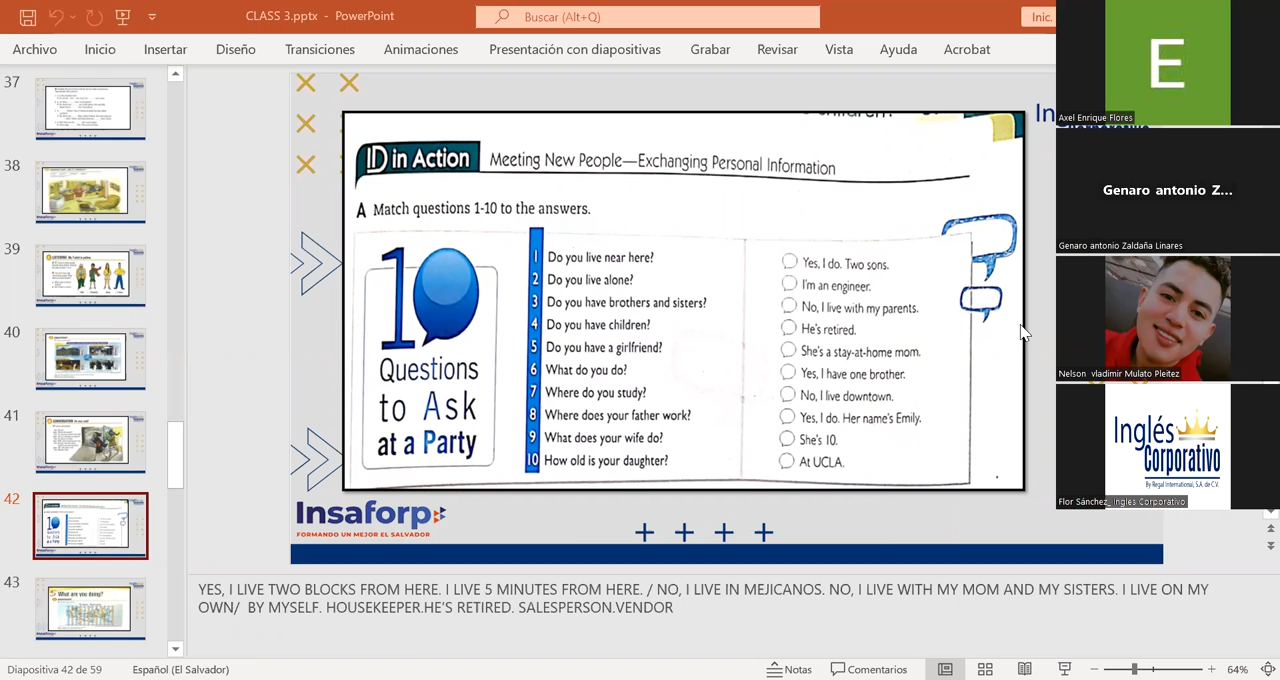 CLASS 3.pptx - PowerPoint
Buscar (Alt+Q)
Inic.
Archivo Inicio Insertar Diseño Transiciones Animaciones Presentación con diapositivas Grabar Revisar Vista Ayuda Acrobat
37
38
39
40
41
42
43
ID in Action Meeting New People—Exchanging Personal Information
A Match questions 1-10 to the answers.
10 Questions to Ask at a Party
1 Do you live near here?
2 Do you live alone?
3 Do you have brothers and sisters?
4 Do you have children?
5 Do you have a girlfriend?
6 What do you do?
7 Where do you study?
8 Where does your father work?
9 What does your wife do?
10 How old is your daughter?
Yes, I do. Two sons.
I'm an engineer.
No, I live with my parents.
He's retired.
She's a stay-at-home mom.
Yes, I have one brother.
No, I live downtown.
Yes, I do. Her name's Emily.
She's 10.
At UCLA.
Insaforp
FORMANDO UN MEJOR EL SALVADOR
YES, I LIVE TWO BLOCKS FROM HERE. I LIVE 5 MINUTES FROM HERE. / NO, I LIVE IN MEJICANOS. NO, I LIVE WITH MY MOM AND MY SISTERS. I LIVE ON MY
OWN/ BY MYSELF. HOUSEKEEPER.HE'S RETIRED. SALESPERSON.VENDOR
Diapositiva 42 de 59 Español (El Salvador) Notas Comentarios 64%
E
Axel Enrique Flores
Genaro antonio Z...
Genaro antonio Zaldaña Linares
Nelson vladimir Mulato Pleitez
Inglés
Corporativo
By Regal International, S.A. de C.V.
Flor Sánchez_Ingles Corporativo